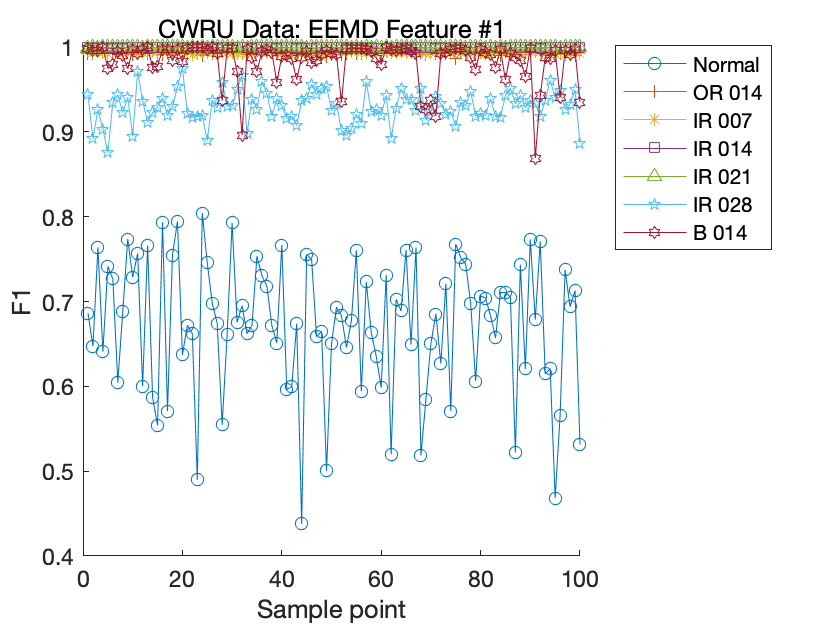 CWRU Data: EEMD Feature #1
1
0.9
0.8
0.7
0.6
0.5
0.4
F1
0
20
40
60
80
100
Sample point
Normal
OR 014
IR 007
IR 014
IR 021
IR 028
B 014